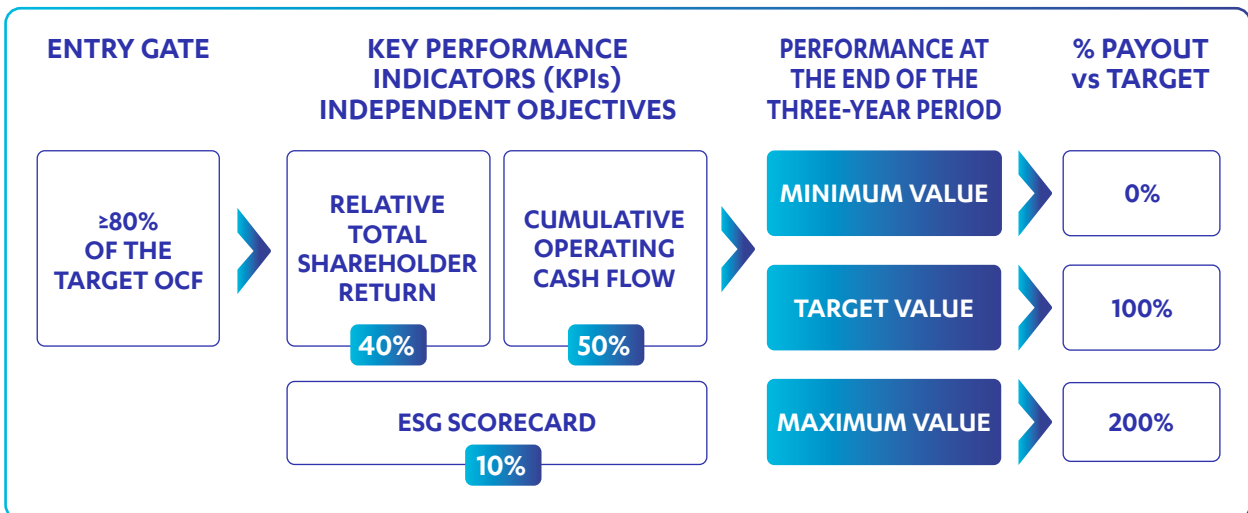 ENTRY GATE
KEY PERFORMANCE
INDICATORS (KPIs)
INDEPENDENT OBJECTIVES
PERFORMANCE AT
THE END OF THE
THREE-YEAR PERIOD
% PAYOUT
vs TARGET
≥80%
OF THE
TARGET OCF
RELATIVE
TOTAL
SHAREHOLDER
RETURN
40%
CUMULATIVE
OPERATING
CASH FLOW
50%
ESG SCORECARD
10%
MINIMUM VALUE
0%
TARGET VALUE
100%
MAXIMUM VALUE
200%